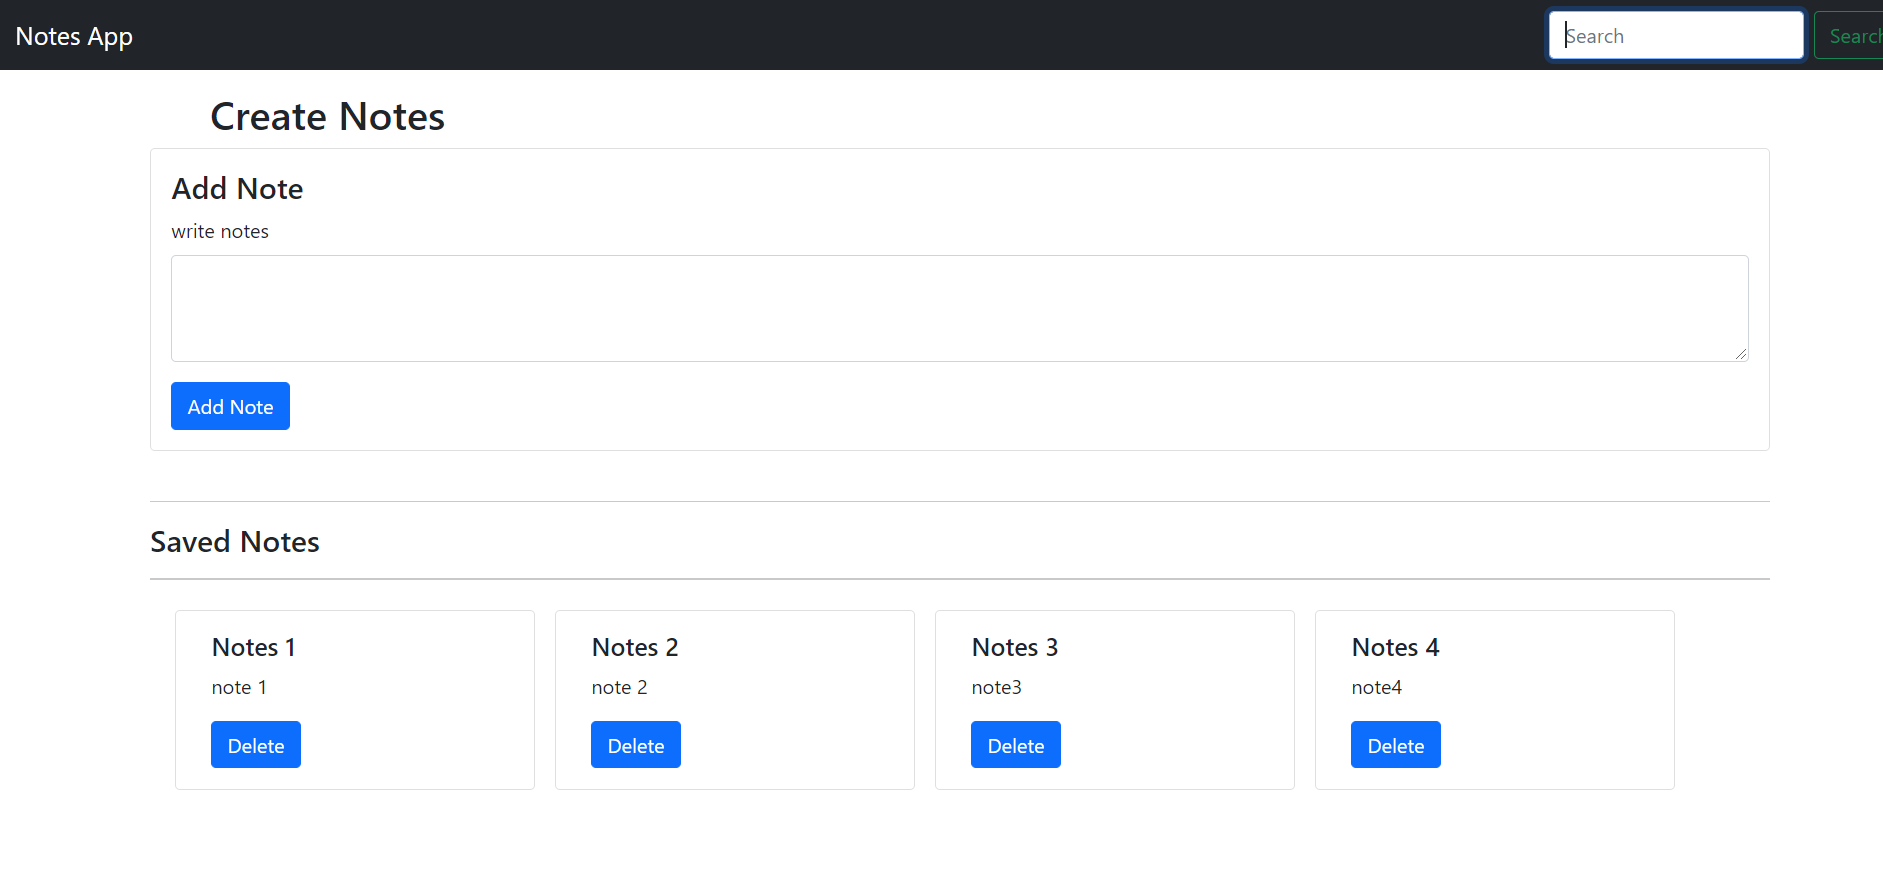 Notes App
Search
Search
Create Notes
Add Note
write notes
Add Note
Saved Notes
Notes 1
note 1
Delete
Notes 2
note 2
Delete
Notes 3
note3
Delete
Notes 4
note4
Delete